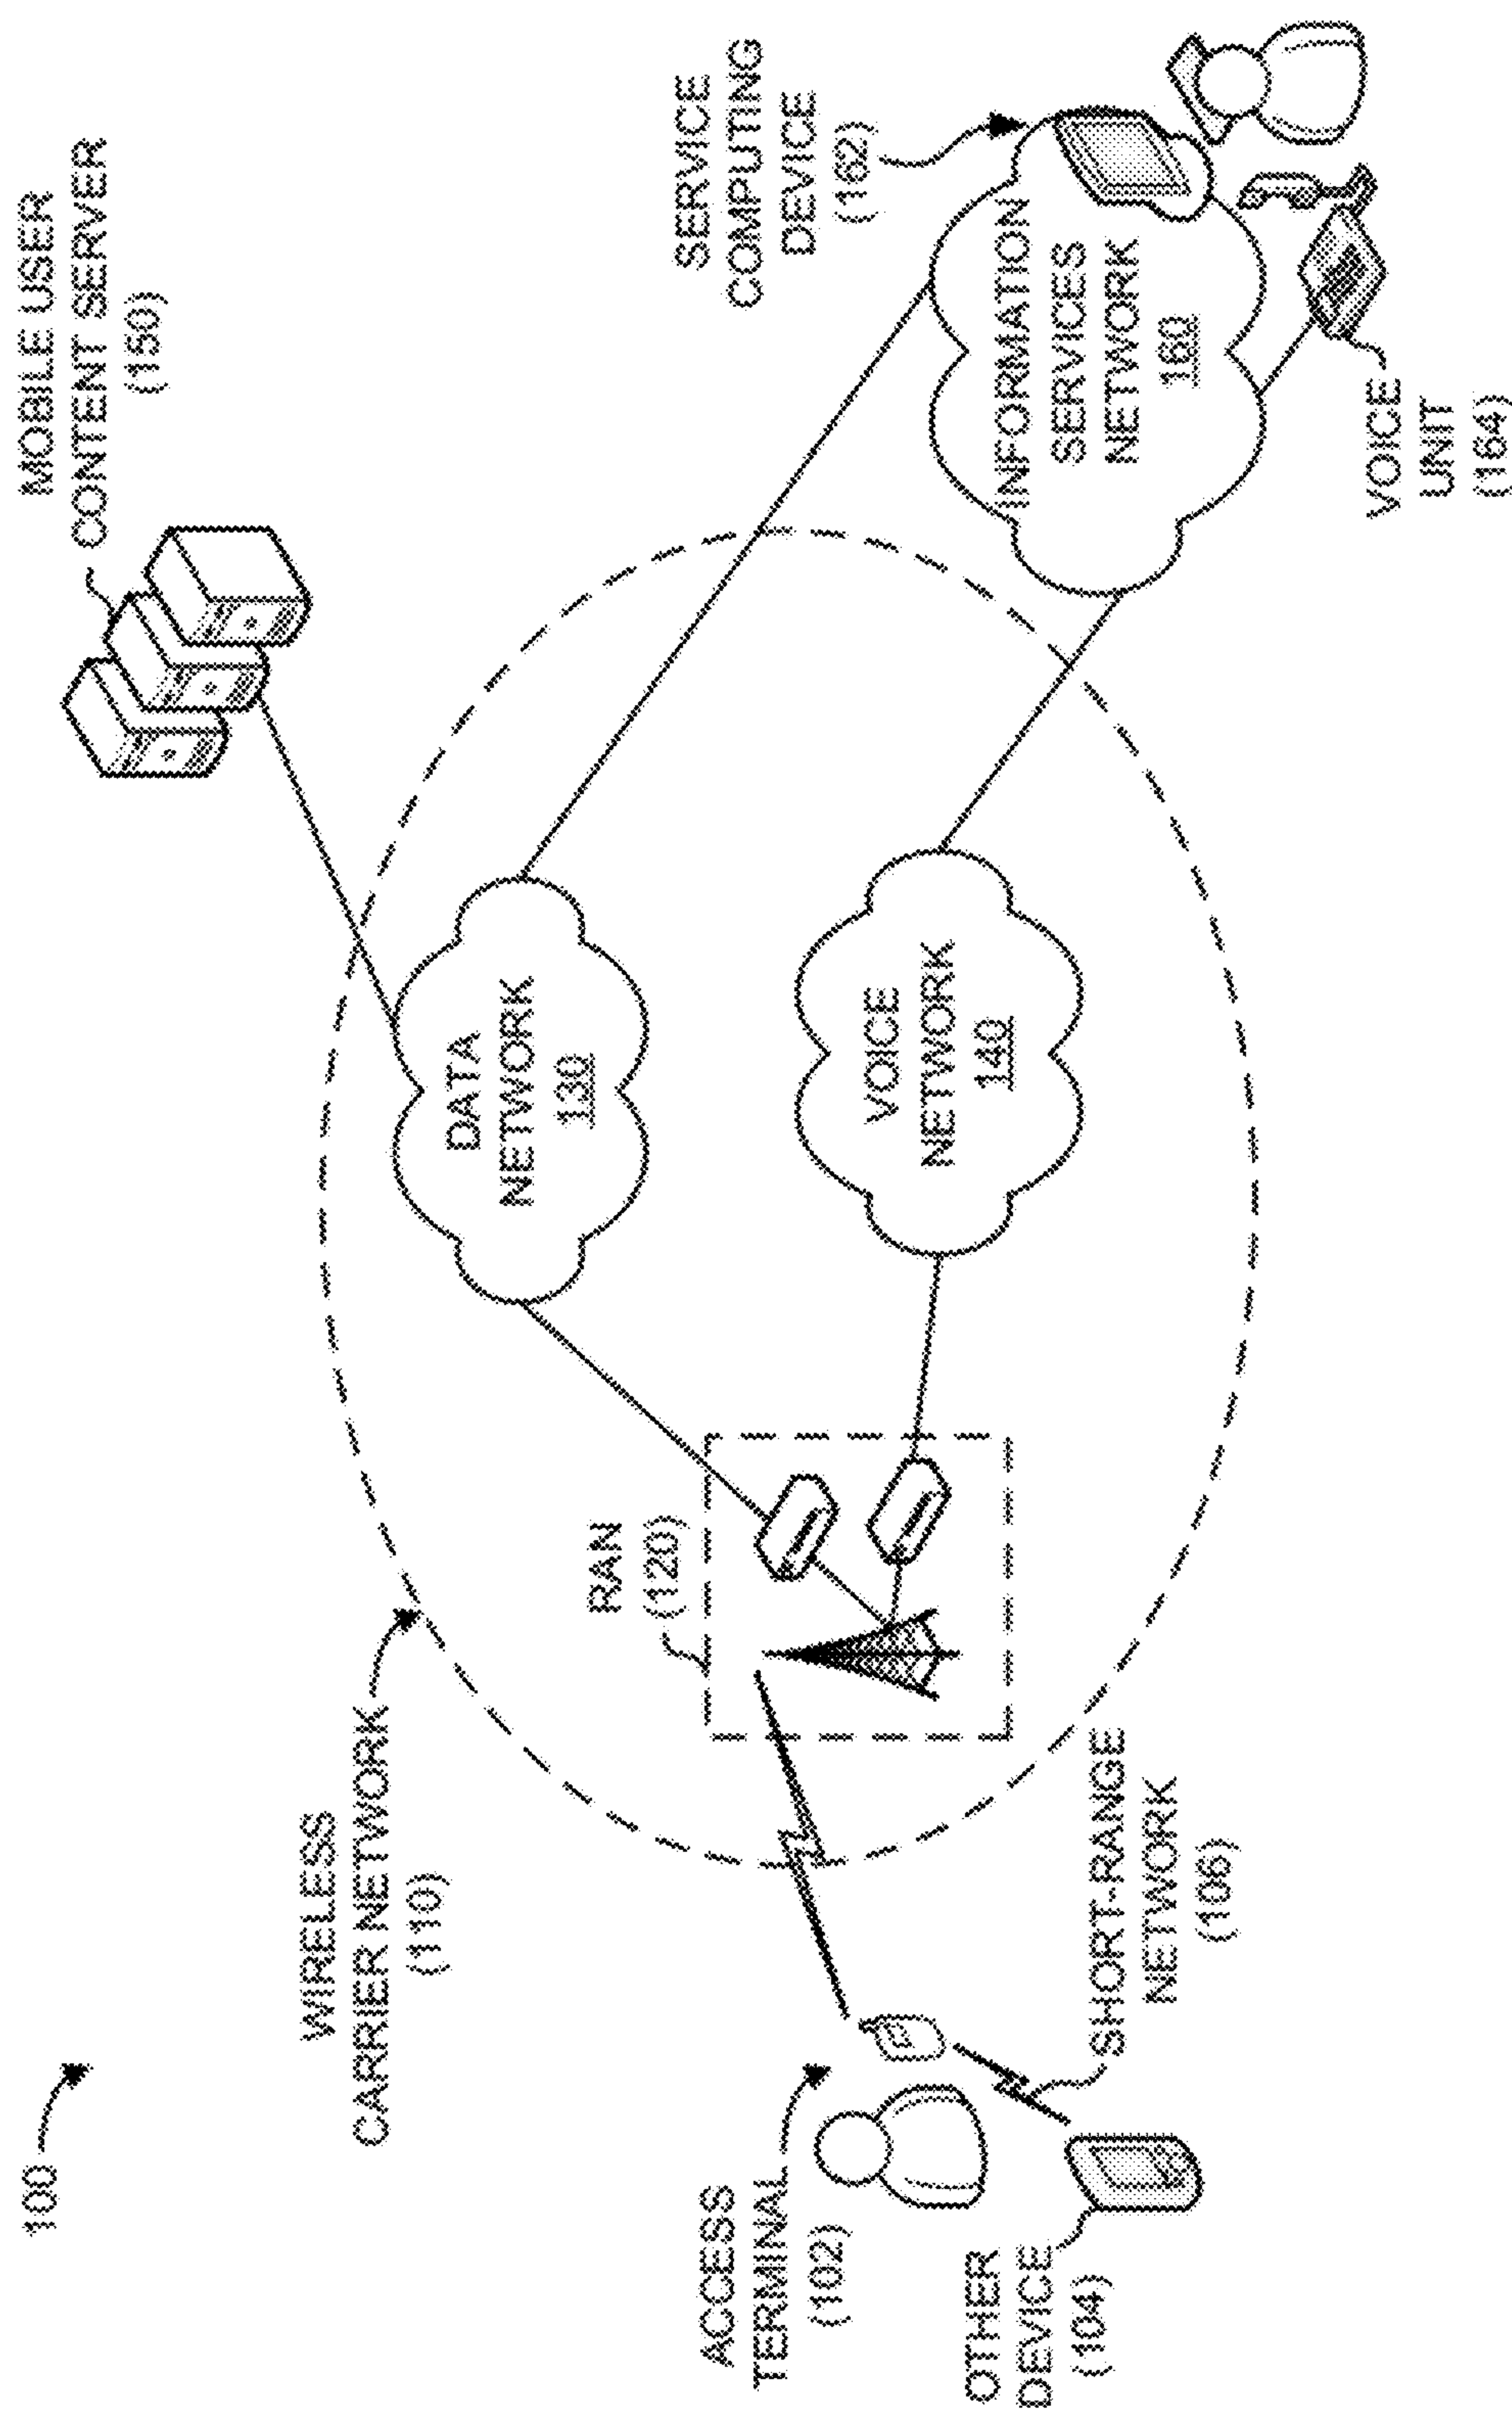 100
WIRELESS
CARRIER NETWORK
(110)
MOBILE USER
CONTENT SERVER
(150)
RAN
(120)
DATA
NETWORK
130
SERVICE
COMPUTING
DEVICE
(162)
ACCESS
TERMINAL
(102)
VOICE
NETWORK
140
INFORMATION
SERVICES
NETWORK
160
OTHER
DEVICE
(104)
SHORT-RANGE
NETWORK
(106)
VOICE
UNIT
(164)